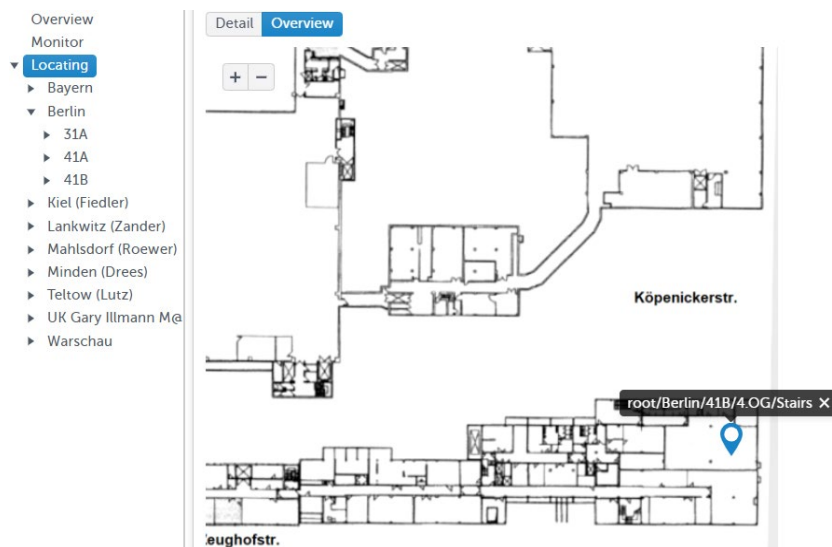 Overview
Monitor
Locating
Bayern
Berlin
31A
41A
41B
Kiel (Fiedler)
Lankwitz (Zander)
Mahlsdorf (Roewer)
Minden (Drees)
Teltow (Lutz)
UK Gary Illmann M@
Warschau
Detail Overview
+ −
Köpenickerstr.
root/Berlin/41B/4.OG/Stairs ✕
eughofstr.